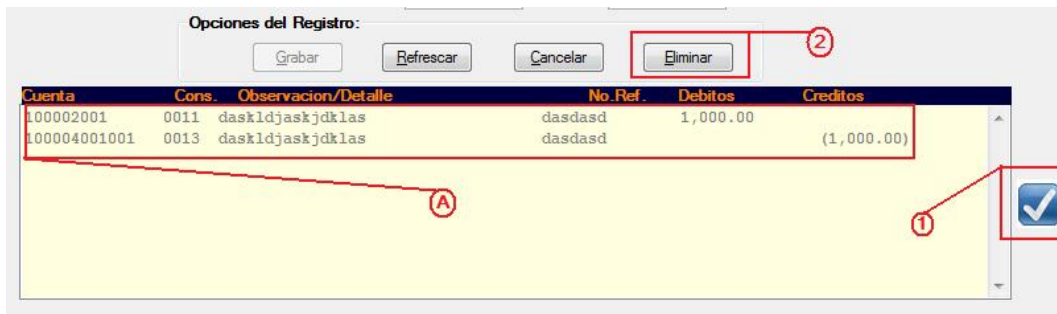 Opciones del Registro:
Grabar Refrescar Cancelar Eliminar
2
Cuenta Cons. Observacion/Detalle No.Ref. Debitos Creditos
100002001 0011 daskldjaskjdklas dasdasd 1,000.00
100004001001 0013 daskldjaskjdklas dasdasd (1,000.00)
A
1